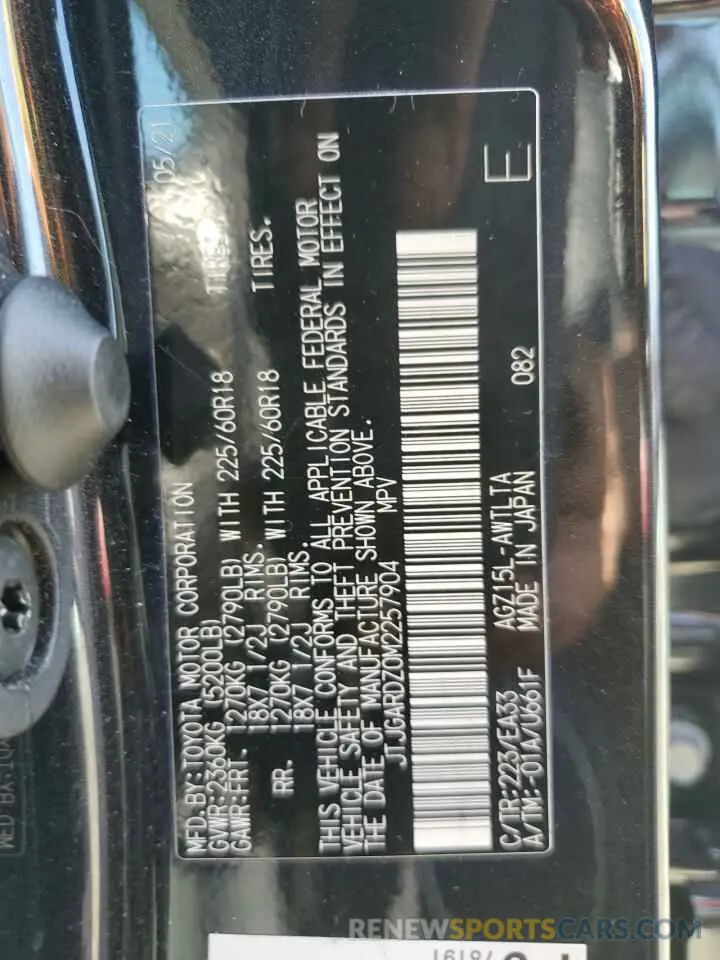 MFD.BY:TOYOTA MOTOR CORPORATION 05/21
GVWR:2360KG (5200LB)
GAWR:FRT. 1270KG (2790LB) WITH 225/60R18 TIRES.
18X7 1/2J RIMS.
RR. 1270KG (2790LB) WITH 225/60R18 TIRES.
18X7 1/2J RIMS.
THIS VEHICLE CONFORMS TO ALL APPLICABLE FEDERAL MOTOR
VEHICLE SAFETY AND THEFT PREVENTION STANDARDS IN EFFECT ON
THE DATE OF MANUFACTURE SHOWN ABOVE.
JTJGARDZ0M2257904 MPV
C/TR:223/EA33 AGZ15L-AWTLTA 082 E
A/TM:-01A/U661F MADE IN JAPAN
78191
RENEWSPORTSCARS.COM